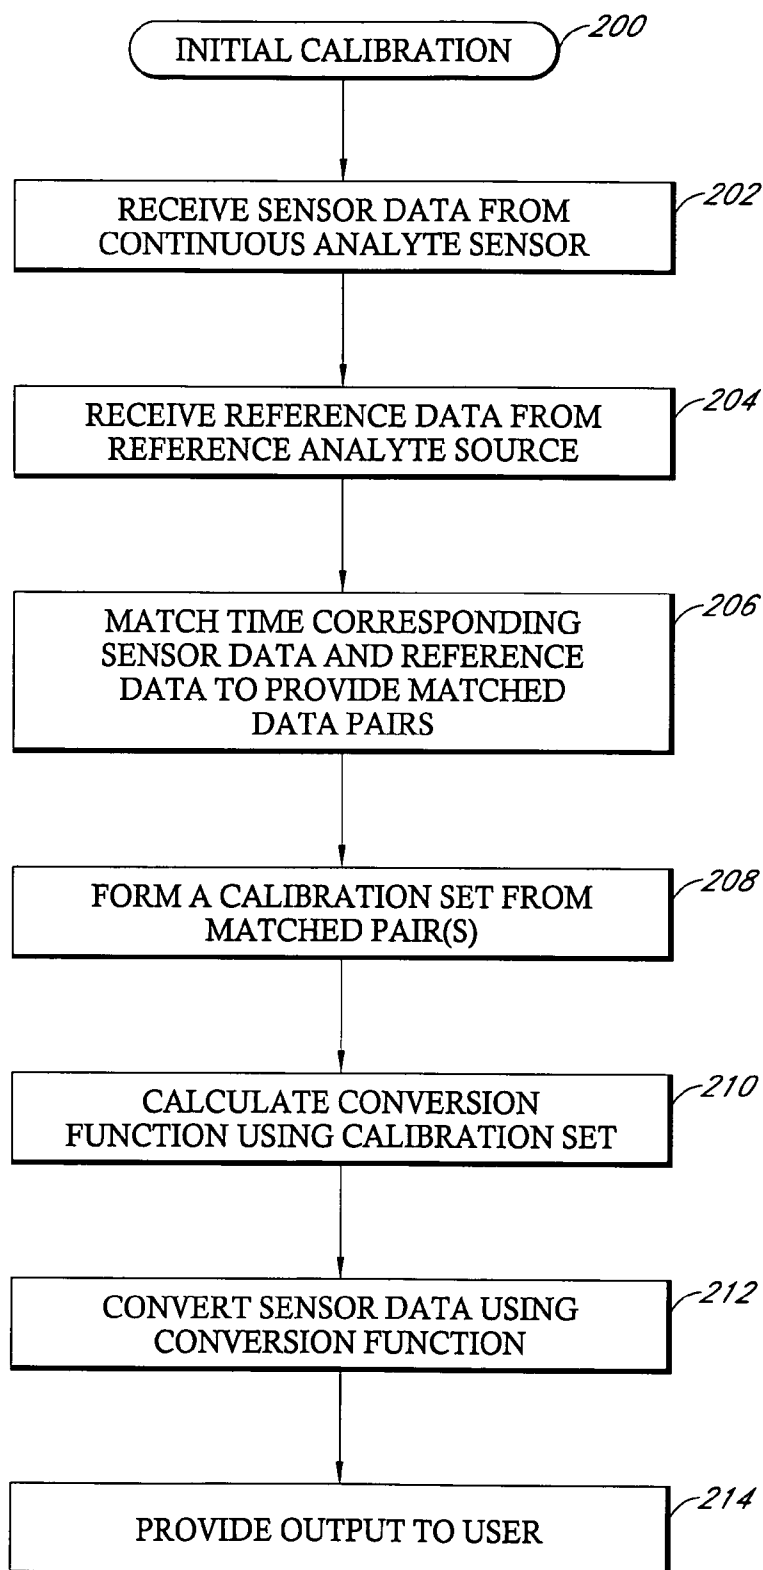 INITIAL CALIBRATION
200
RECEIVE SENSOR DATA FROM
CONTINUOUS ANALYTE SENSOR
202
RECEIVE REFERENCE DATA FROM
REFERENCE ANALYTE SOURCE
204
MATCH TIME CORRESPONDING
SENSOR DATA AND REFERENCE
DATA TO PROVIDE MATCHED
DATA PAIRS
206
FORM A CALIBRATION SET FROM
MATCHED PAIR(S)
208
CALCULATE CONVERSION
FUNCTION USING CALIBRATION SET
210
CONVERT SENSOR DATA USING
CONVERSION FUNCTION
212
PROVIDE OUTPUT TO USER
214